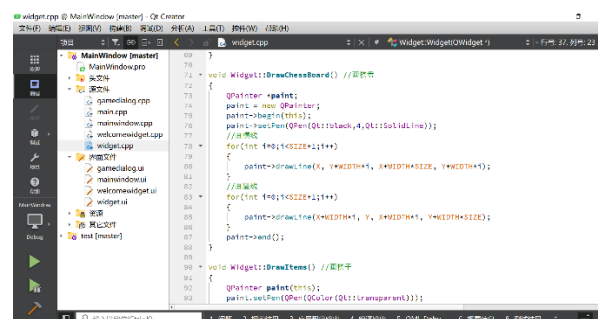 widget.cpp @ MainWindow [master] - Qt Creator
文件(F) 编辑(E) 视图(V) 构建(B) 调试(D) 分析(A) 工具(T) 控件(W) 帮助(H)
项目
widget.cpp
Widget::Widget(QWidget *)
行号: 37, 列号: 23
MainWindow [master]
MainWindow.pro
头文件
源文件
gamedialog.cpp
main.cpp
mainwindow.cpp
welcomewidget.cpp
widget.cpp
界面文件
gamedialog.ui
mainwindow.ui
welcomewidget.ui
widget.ui
资源
其它文件
test [master]
MainWindow
Debug
69 }
70
71 void Widget::DrawChessBoard() //画棋盘
72 {
73 QPainter *paint;
74 paint = new QPainter;
75 paint->begin(this);
76 paint->setPen(QPen(Qt::black,4,Qt::SolidLine));
77 //画横线
78 for(int i=0;i<SIZE+1;i++)
79 {
80 paint->drawLine(X, Y+WIDTH*i, X+WIDTH*SIZE, Y+WIDTH*i);
81 }
82 //画竖线
83 for(int i=0;i<SIZE+1;i++)
84 {
85 paint->drawLine(X+WIDTH*i, Y, X+WIDTH*i, Y+WIDTH*SIZE);
86 }
87 paint->end();
88 }
89
90 void Widget::DrawItems() //画棋子
91 {
92 QPainter paint(this);
93 paint.setPen(QPen(QColor(Qt::transparent)));